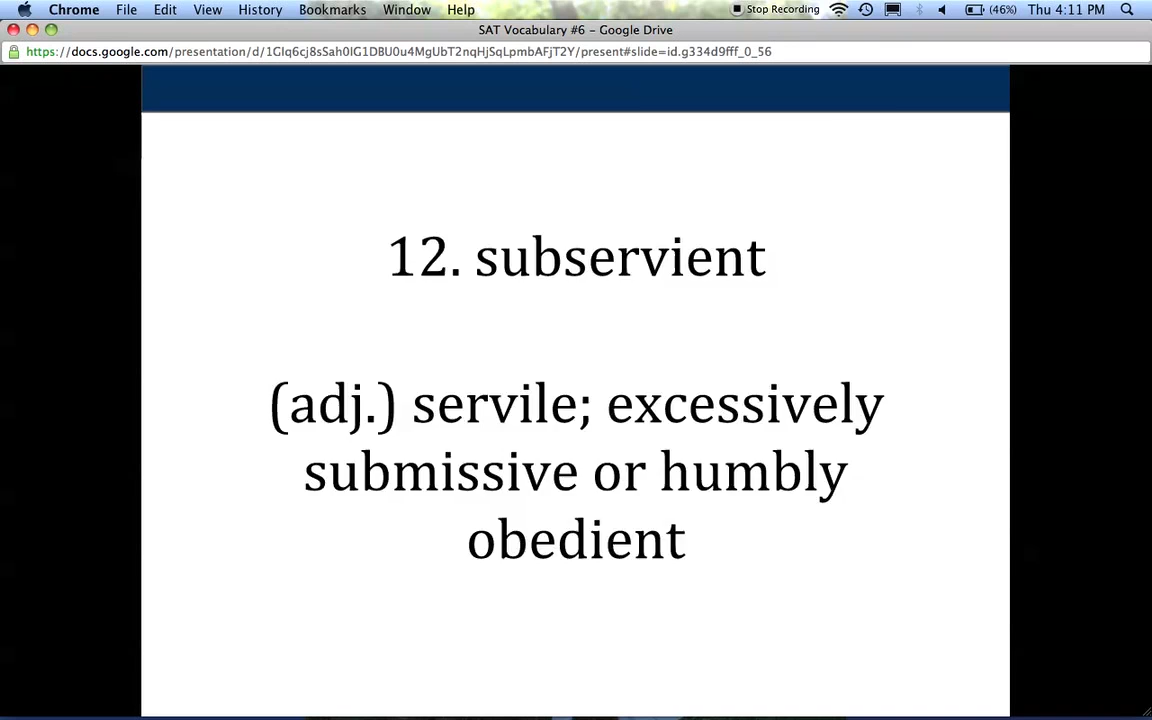 Chrome File Edit View History Bookmarks Window Help Stop Recording (46%) Thu 4:11 PM
SAT Vocabulary #6 - Google Drive
https://docs.google.com/presentation/d/1Glq6cj8sSah0IG1DBU0u4MgUbT2nqHjSqLpmbAFjT2Y/present#slide=id.g334d9fff_0_56
12. subservient
(adj.) servile; excessively
submissive or humbly
obedient